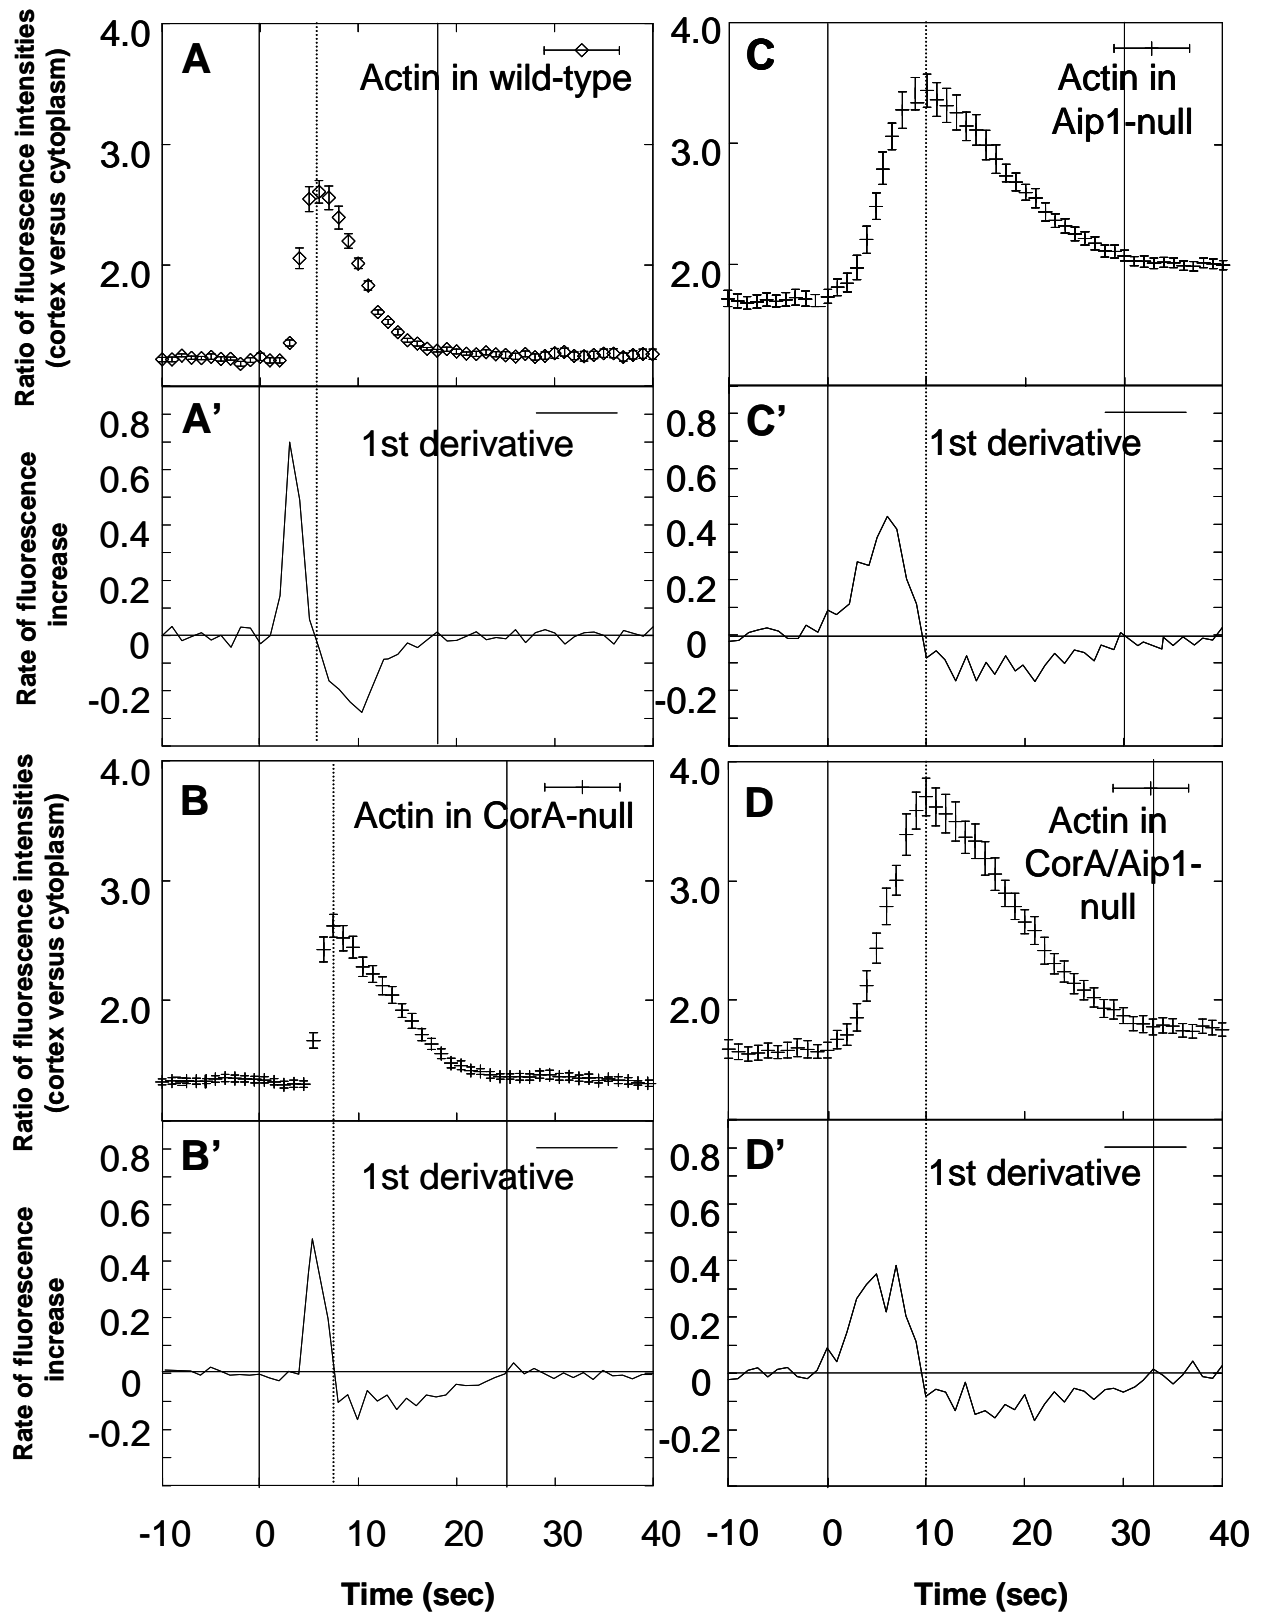 Ratio of fluorescence intensities
(cortex versus cytoplasm)
4.0
3.0
2.0
A
Actin in wild-type
4.0
3.0
2.0
C
Actin in
Aip1-null
Rate of fluorescence
increase
0.8
0.6
0.4
0.2
0
-0.2
A’
1st derivative
0.8
0.6
0.4
0.2
0
-0.2
C’
1st derivative
Ratio of fluorescence intensities
(cortex versus cytoplasm)
4.0
3.0
2.0
B
Actin in CorA-null
4.0
3.0
2.0
D
Actin in
CorA/Aip1-
null
Rate of fluorescence
increase
0.8
0.6
0.4
0.2
0
-0.2
B’
1st derivative
0.8
0.6
0.4
0.2
0
-0.2
D’
1st derivative
-10 0 10 20 30 40
-10 0 10 20 30 40
Time (sec)
Time (sec)